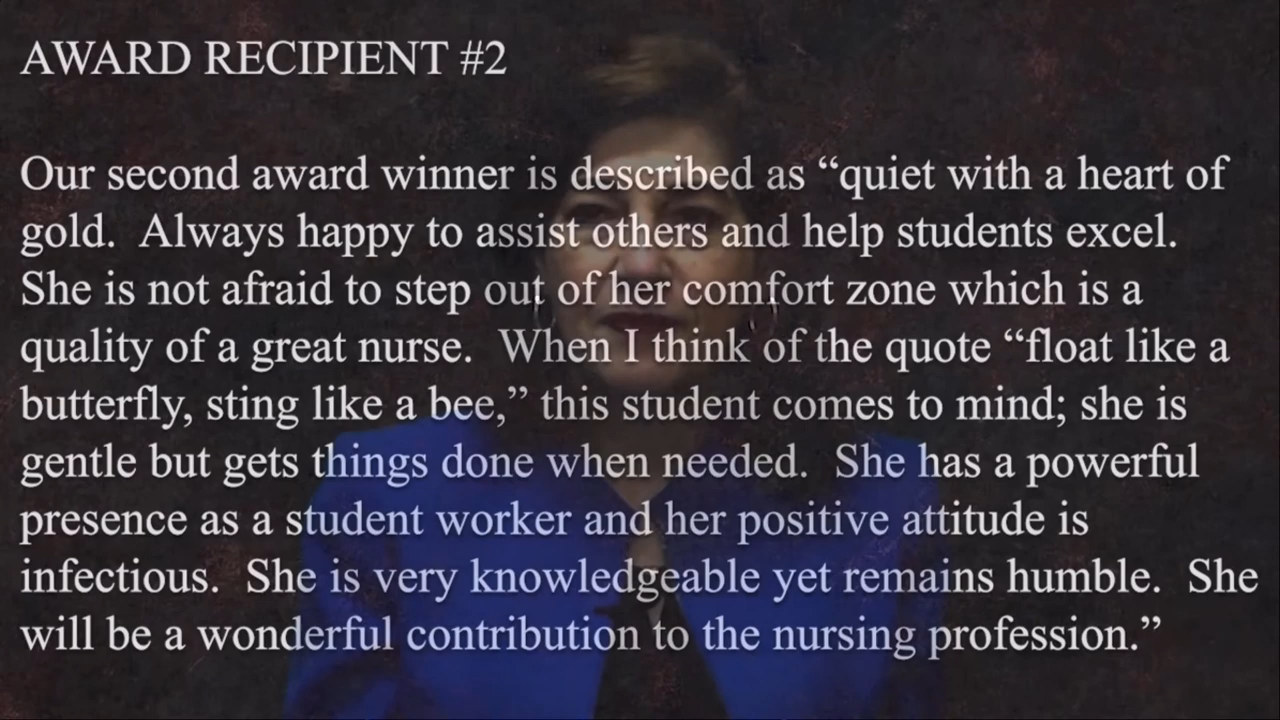 AWARD RECIPIENT #2
Our second award winner is described as “quiet with a heart of
gold.  Always happy to assist others and help students excel.
She is not afraid to step out of her comfort zone which is a
quality of a great nurse.  When I think of the quote “float like a
butterfly, sting like a bee,” this student comes to mind; she is
gentle but gets things done when needed.  She has a powerful
presence as a student worker and her positive attitude is
infectious.  She is very knowledgeable yet remains humble.  She
will be a wonderful contribution to the nursing profession.”